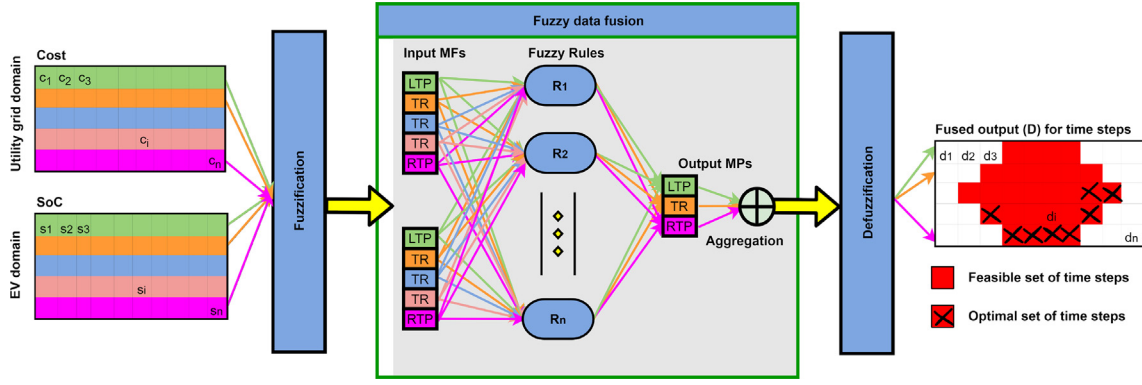 Fuzzy data fusion
Utility grid domain
Cost
c1 c2 c3
ci
cn
EV domain
SoC
s1 s2 s3
si
sn
Fuzzification
Input MFs
LTP
TR
TR
TR
RTP
LTP
TR
TR
TR
RTP
Fuzzy Rules
R1
R2
Rn
Output MPs
LTP
TR
RTP
Aggregation
Defuzzification
Fused output (D) for time steps
d1 d2 d3
di
dn
Feasible set of time steps
Optimal set of time steps